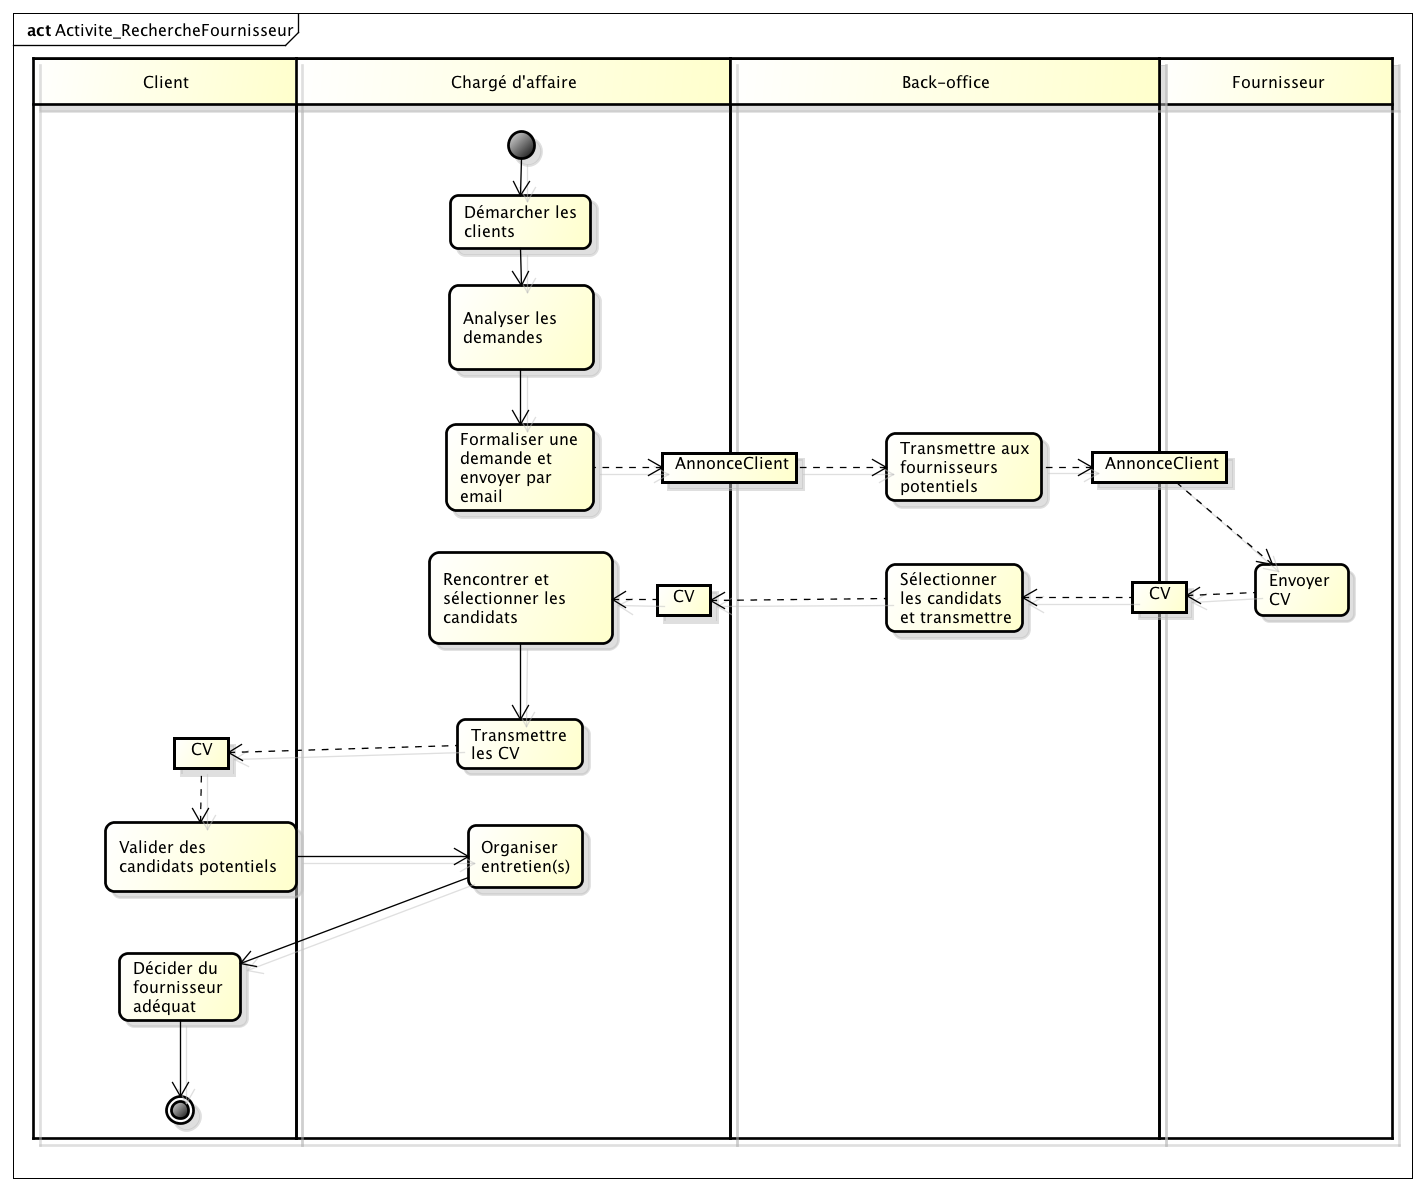 act Activite_RechercheFournisseur
Client
Chargé d'affaire
Back-office
Fournisseur
Démarcher les
clients
Analyser les
demandes
Formaliser une
demande et
envoyer par
email
AnnonceClient
Transmettre aux
fournisseurs
potentiels
AnnonceClient
Envoyer
CV
CV
Sélectionner
les candidats
et transmettre
CV
Rencontrer et
sélectionner les
candidats
Transmettre
les CV
CV
Valider des
candidats potentiels
Organiser
entretien(s)
Décider du
fournisseur
adéquat